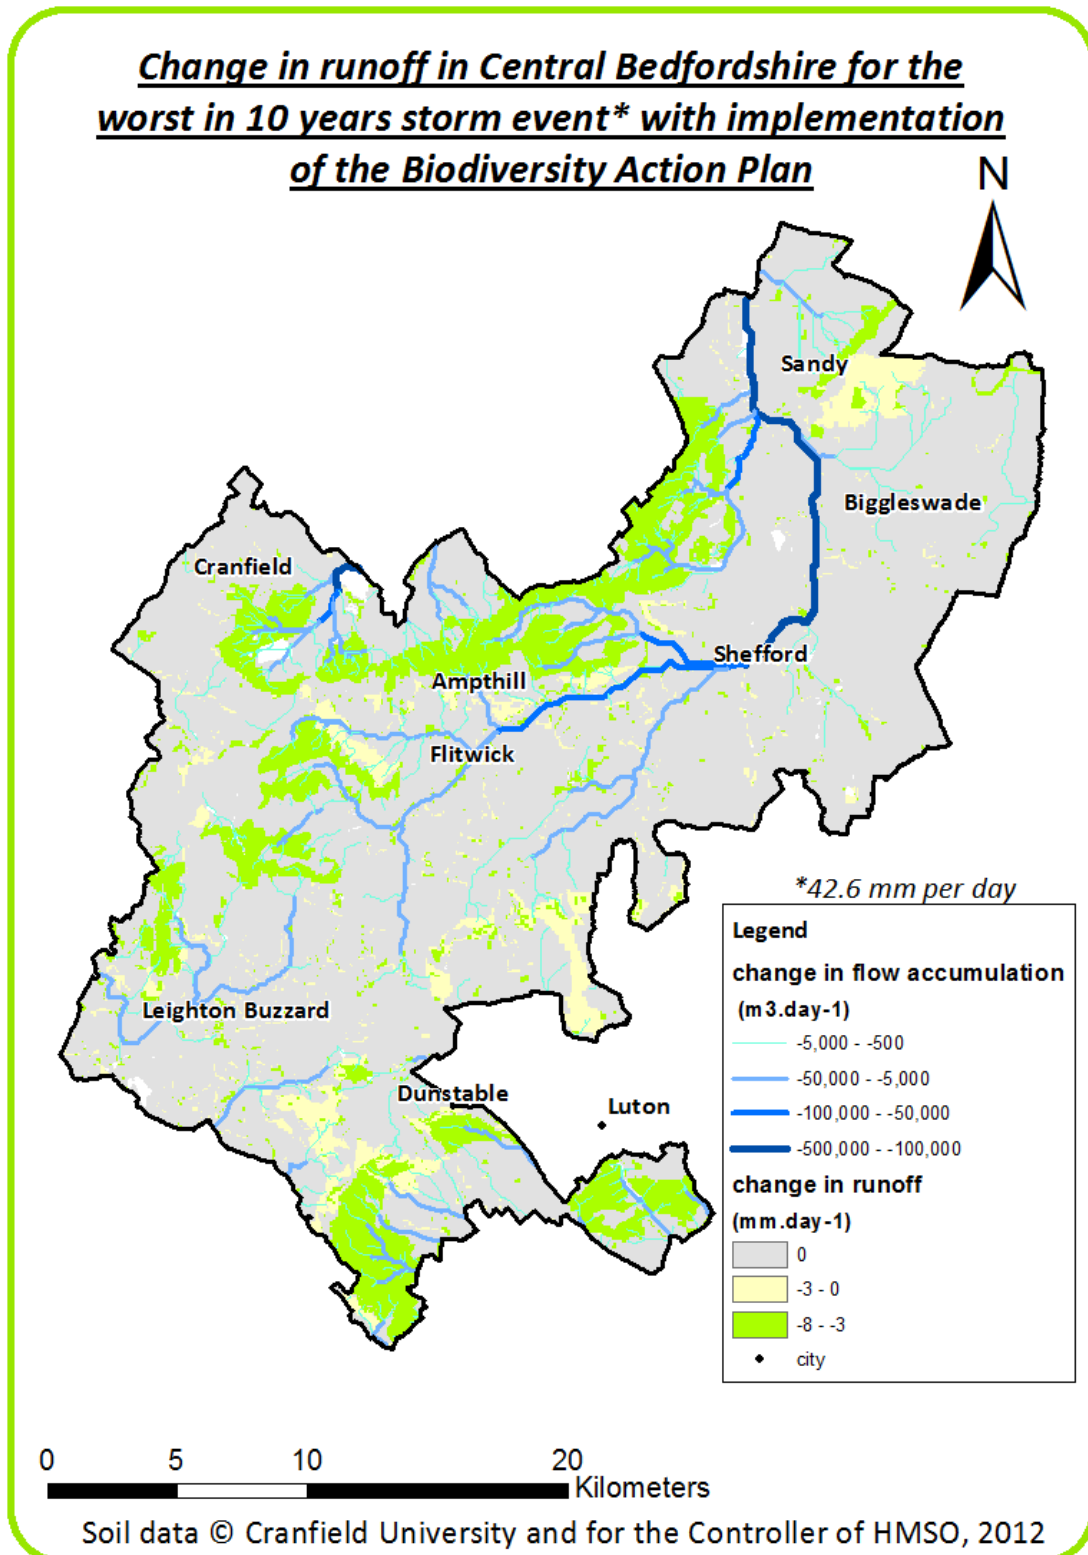 Change in runoff in Central Bedfordshire for the
worst in 10 years storm event* with implementation
of the Biodiversity Action Plan
N
Sandy
Biggleswade
Cranfield
Shefford
Ampthill
Flitwick
*42.6 mm per day
Legend
change in flow accumulation
(m3.day-1)
-5,000 - -500
-50,000 - -5,000
-100,000 - -50,000
-500,000 - -100,000
change in runoff
(mm.day-1)
0
-3 - 0
-8 - -3
city
Leighton Buzzard
Dunstable
Luton
0 5 10 20
Kilometers
Soil data © Cranfield University and for the Controller of HMSO, 2012